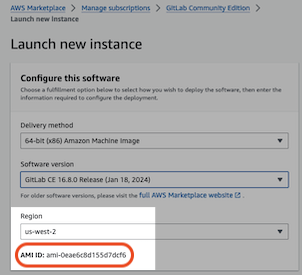 AWS Marketplace > Manage subscriptions > GitLab Community Edition >
Launch new instance
Launch new instance
Configure this software
Choose a fulfillment option below to select how you wish to deploy the software, then enter the
information required to configure the deployment.
Delivery method
64-bit (x86) Amazon Machine Image
Software version
GitLab CE 16.8.0 Release (Jan 18, 2024)
For older software versions, please visit the full AWS Marketplace website.
Region
us-west-2
AMI ID: ami-0eae6c8d155d7dcf6